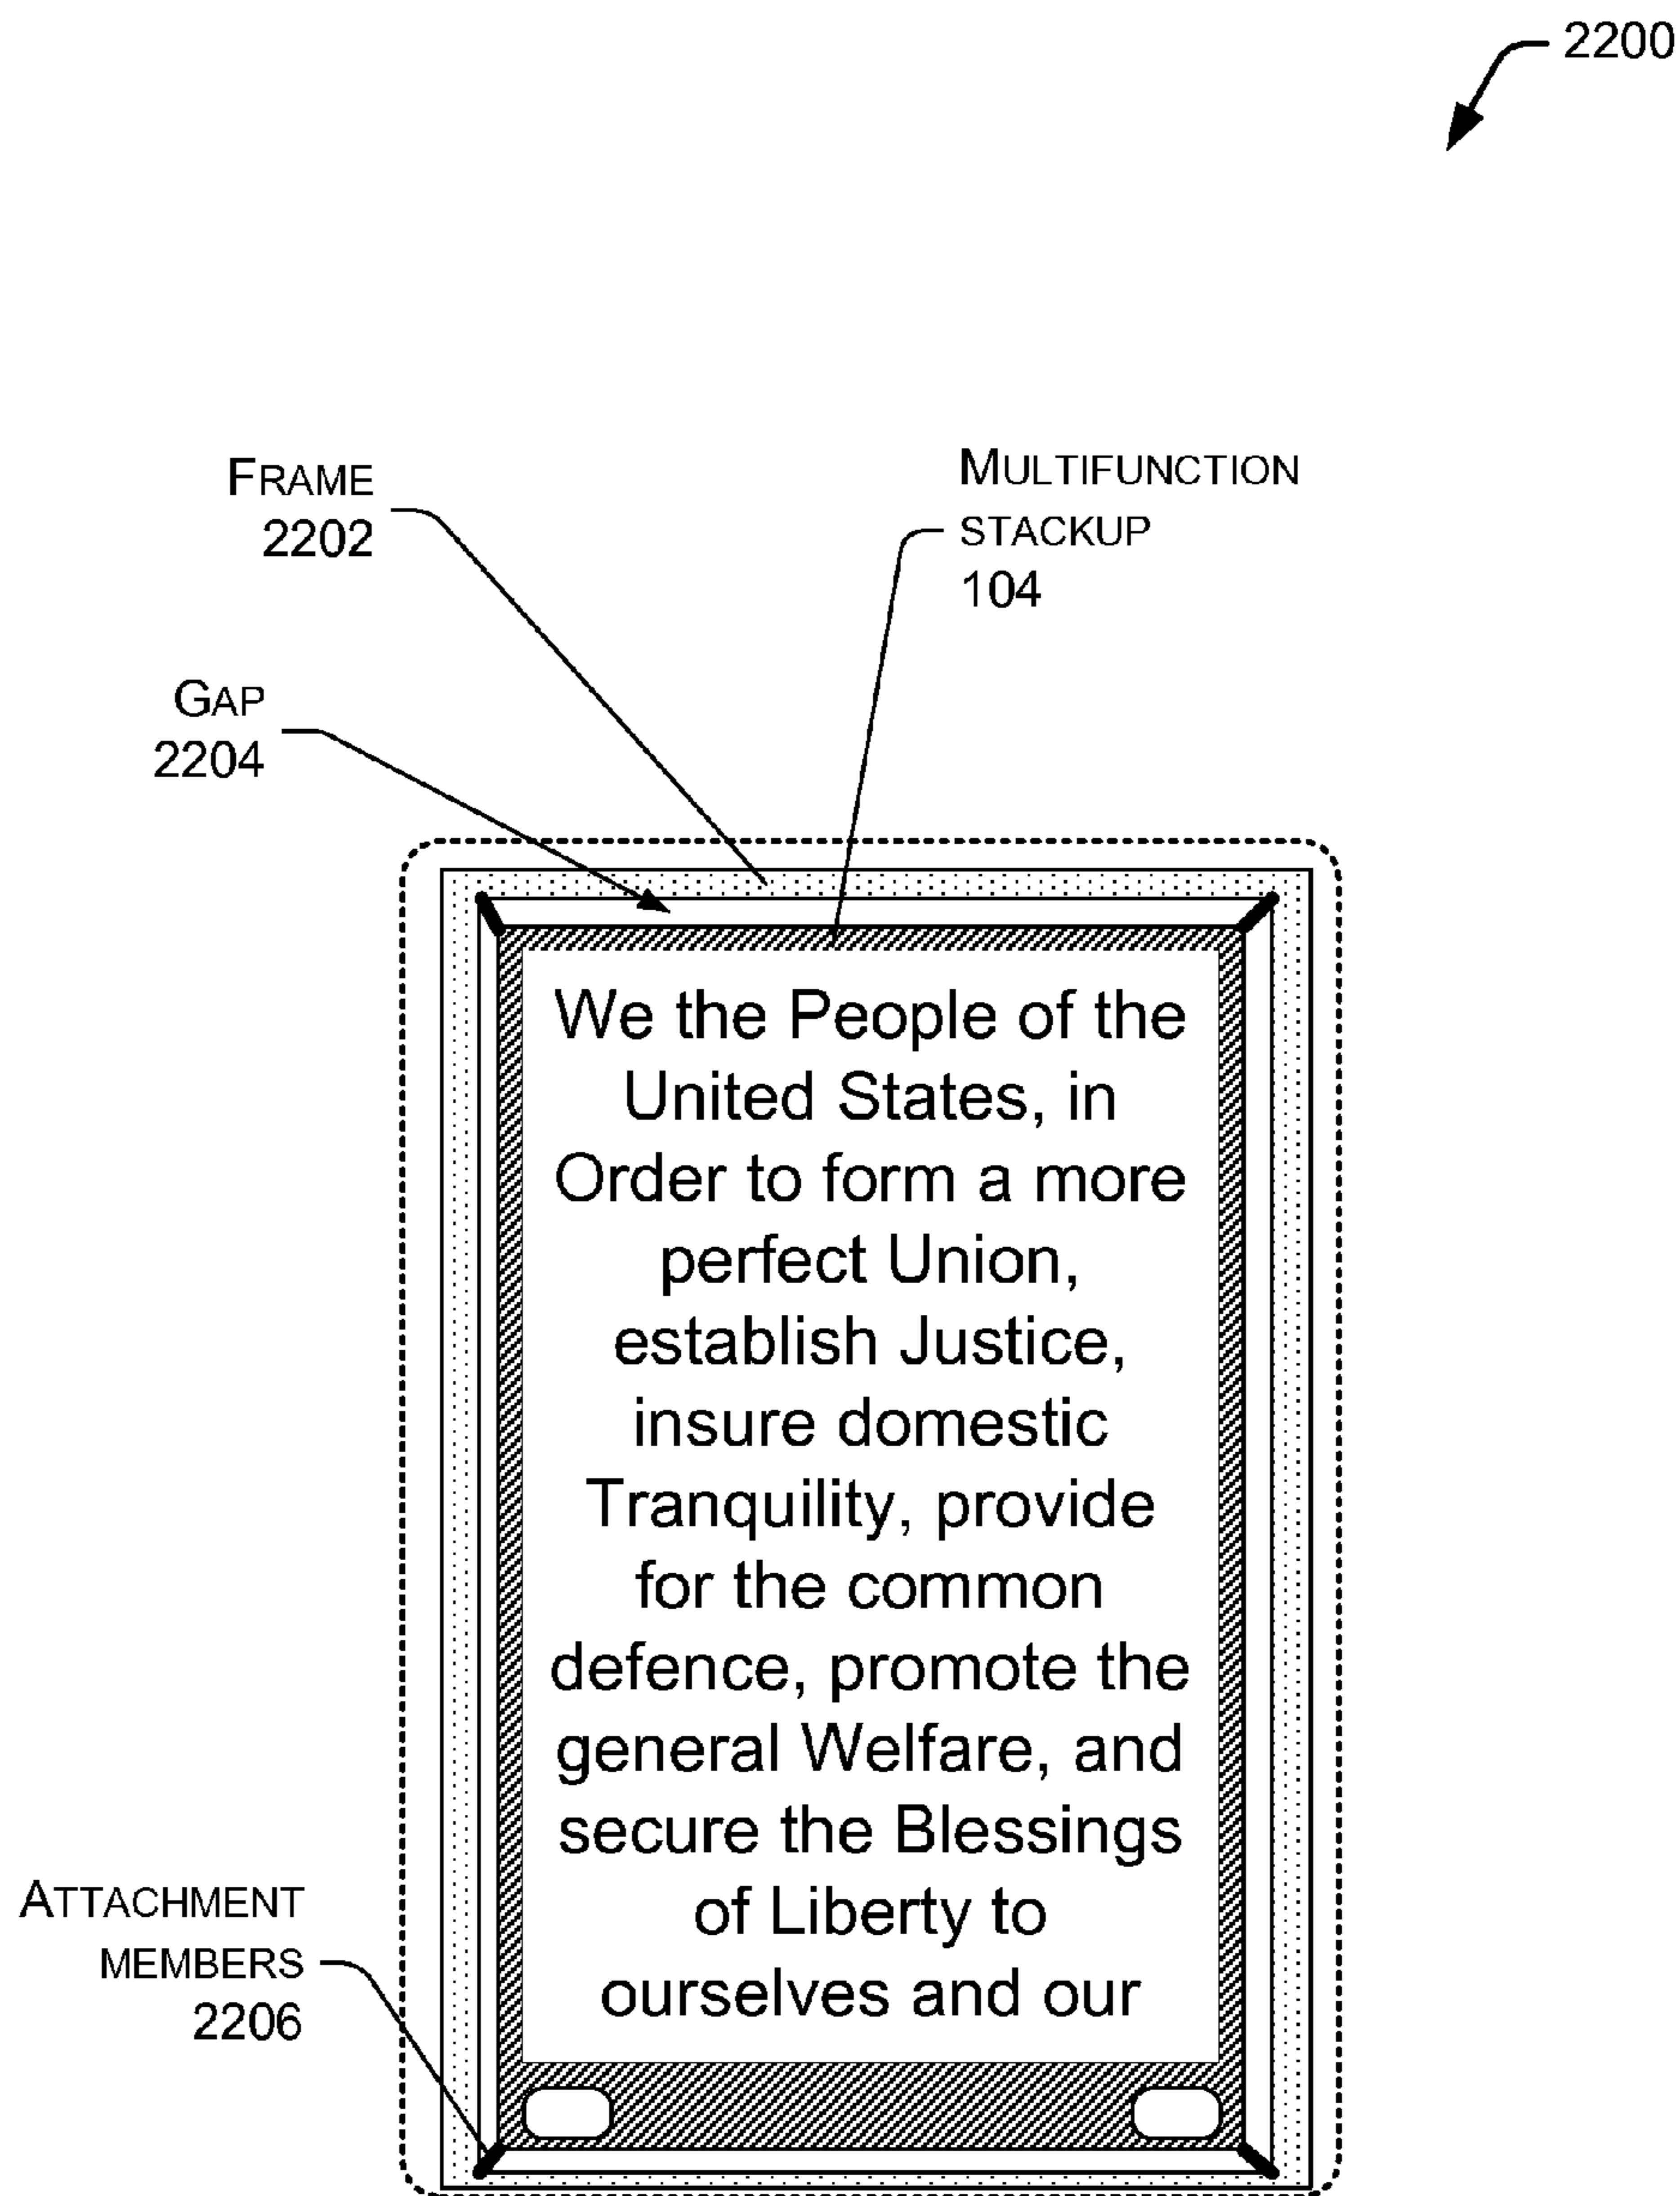 2200
FRAME
2202
MULTIFUNCTION
STACKUP
104
GAP
2204
We the People of the
United States, in
Order to form a more
perfect Union,
establish Justice,
insure domestic
Tranquility, provide
for the common
defence, promote the
general Welfare, and
secure the Blessings
of Liberty to
ourselves and our
ATTACHMENT
MEMBERS
2206